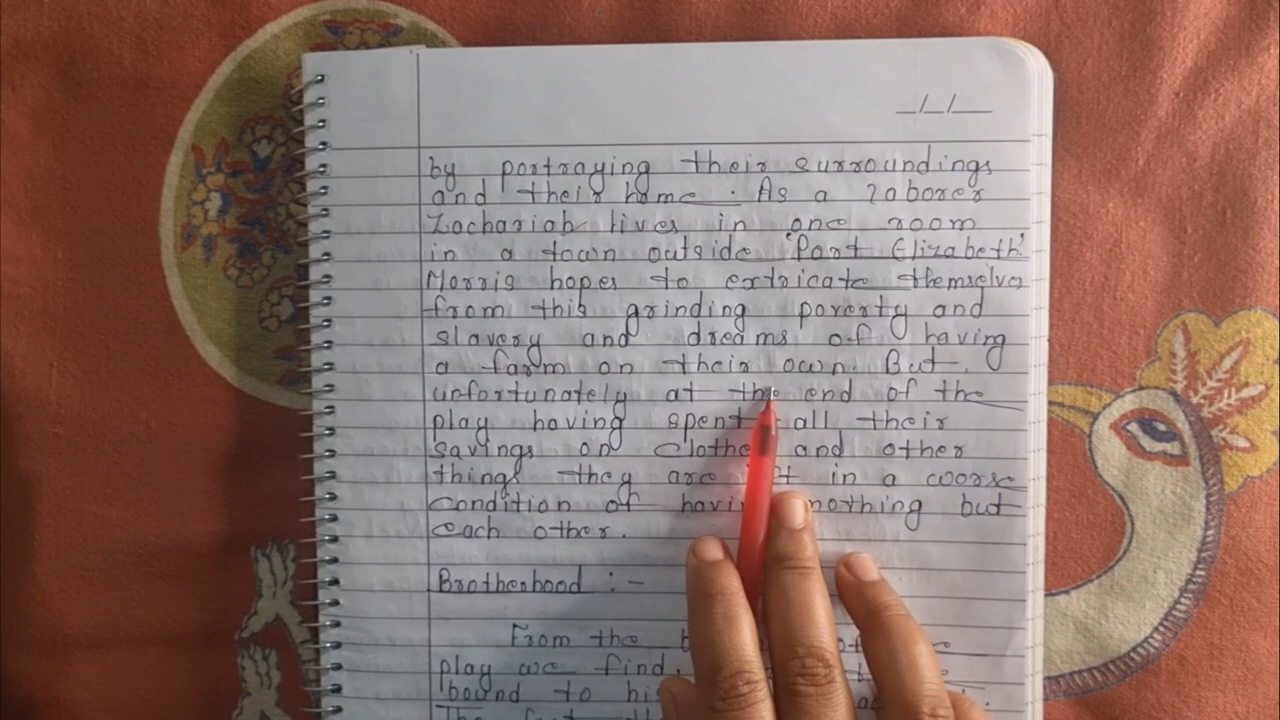 _/_/__
by portraying their surroundings
and their home. As a laborer
Zachariah lives in one room
in a town outside 'Port Elizabeth'.
Morris hopes to extricate themselves
from this grinding poverty and
slavery and dreams of having
a farm on their own. But,
unfortunately at the end of the
play having spent all their
savings on clothe and other
things they are in a worse
condition of nothing but
each other.
Brotherhood :-
From the
play we find
bound to
The